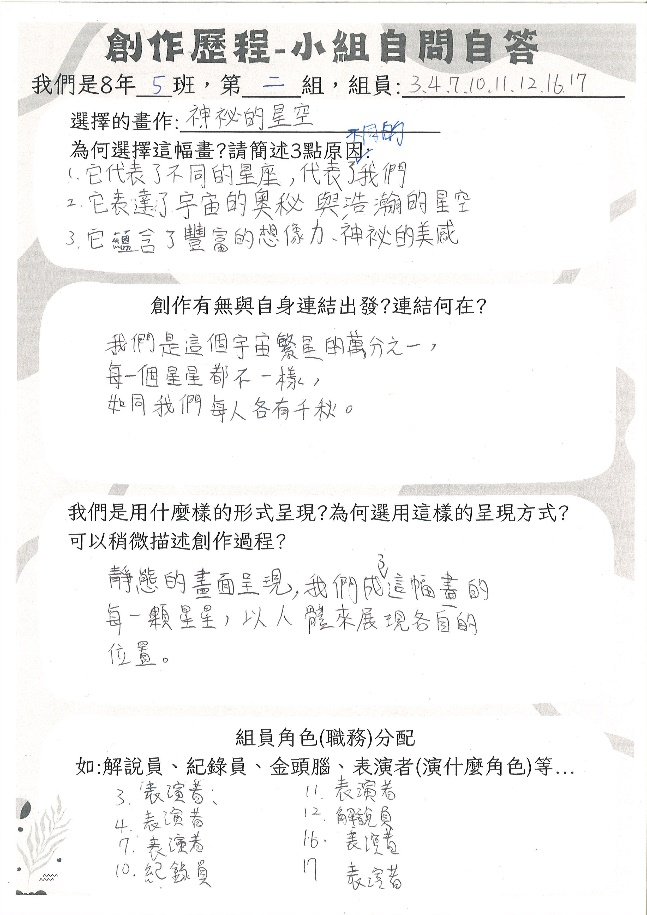 創作歷程-小組自問自答
我們是8年 5 班，第 二 組，組員: 3.4.7.10.11.12.16.17
選擇的畫作: 神祕的星空
為何選擇這幅畫?請簡述3點原因:
1. 它代表了不同的星座，代表了不同的我們
2. 它表達了宇宙的奧秘與浩瀚的星空
3. 它蘊含了豐富的想像力、神祕的美感
創作有無與自身連結出發?連結何在?
我們是這個宇宙繁星的萬分之一，
每一個星星都不一樣，
如同我們每人各有千秋。
我們是用什麼樣的形式呈現?為何選用這樣的呈現方式?
可以稍微描述創作過程?
靜態的畫面呈現，我們成了這幅畫的
每一顆星星，以人體來展現各自的
位置。
組員角色(職務)分配
如:解說員、紀錄員、金頭腦、表演者(演什麼角色)等...
3. 表演者、 11. 表演者
4. 表演者 12. 解說員
7. 表演者 16. 表演者
10. 紀錄員 17 表演者